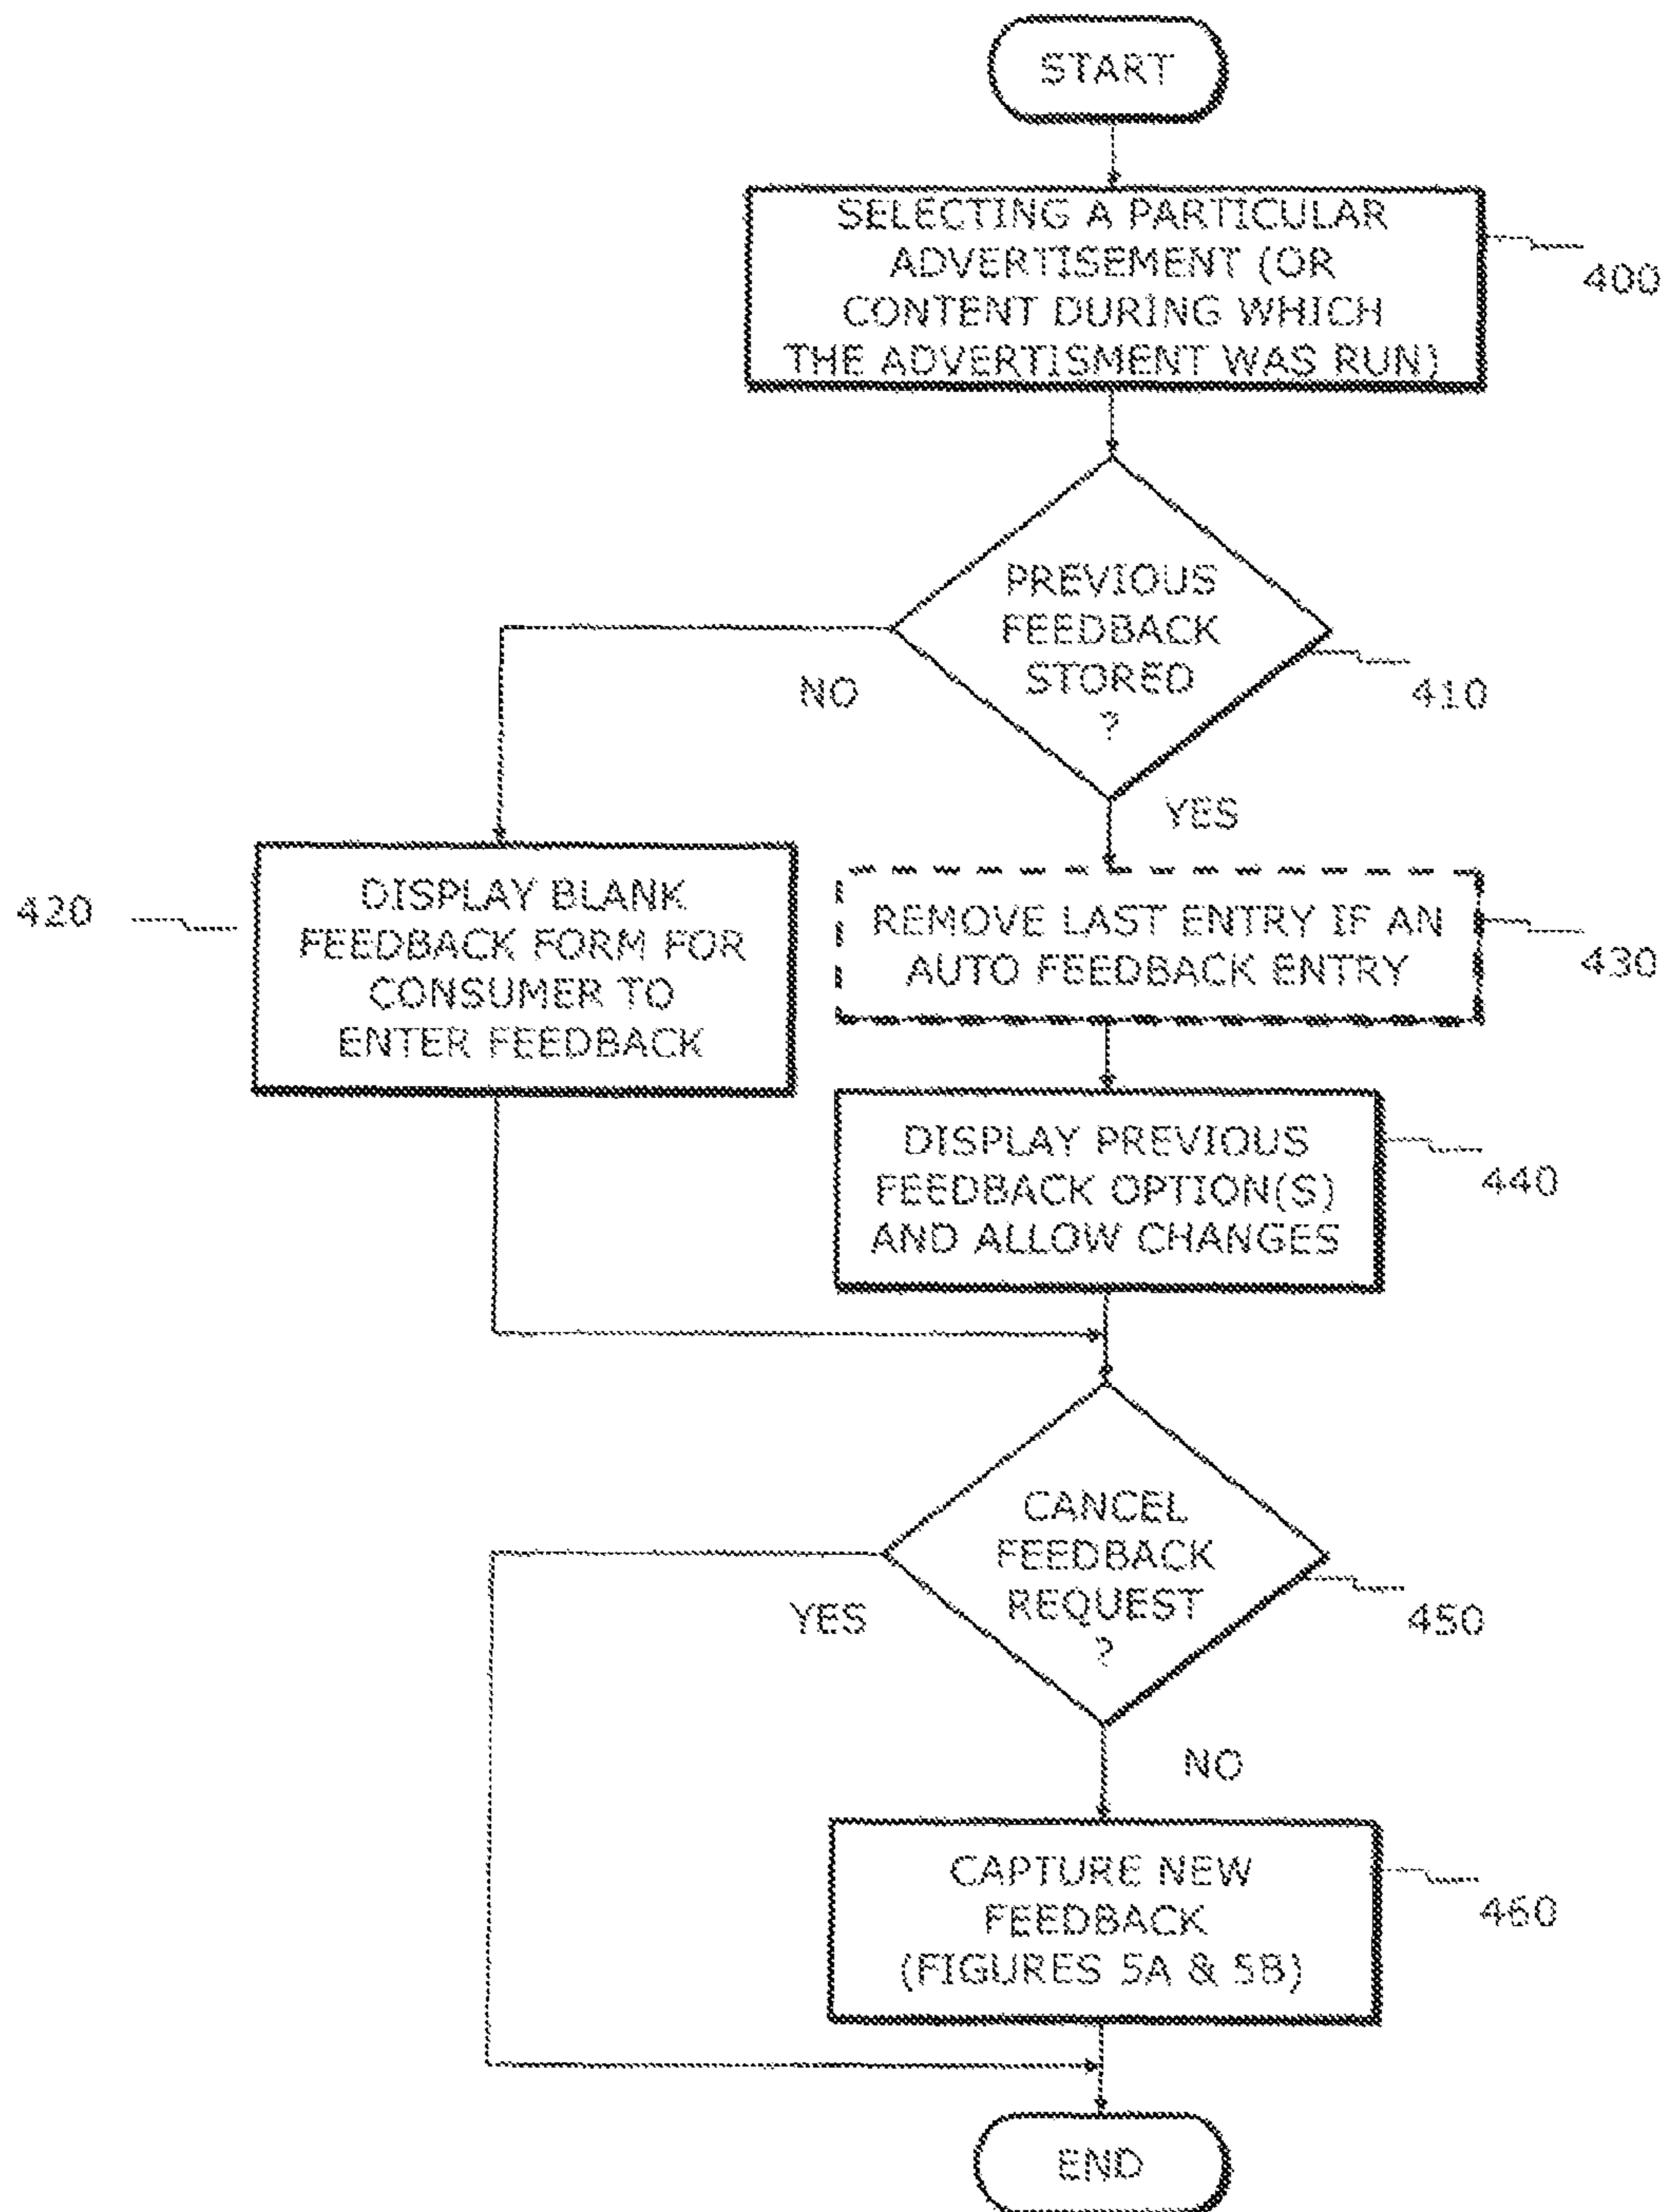 START
SELECTING A PARTICULAR
ADVERTISEMENT (OR
CONTENT DURING WHICH
THE ADVERTISMENT WAS RUN)
400
PREVIOUS
FEEDBACK
STORED
?
410
NO
YES
420
DISPLAY BLANK
FEEDBACK FORM FOR
CONSUMER TO
ENTER FEEDBACK
REMOVE LAST ENTRY IF AN
AUTO FEEDBACK ENTRY
430
DISPLAY PREVIOUS
FEEDBACK OPTION(S)
AND ALLOW CHANGES
440
CANCEL
FEEDBACK
REQUEST
?
450
YES
NO
CAPTURE NEW
FEEDBACK
(FIGURES 5A & 5B)
460
END